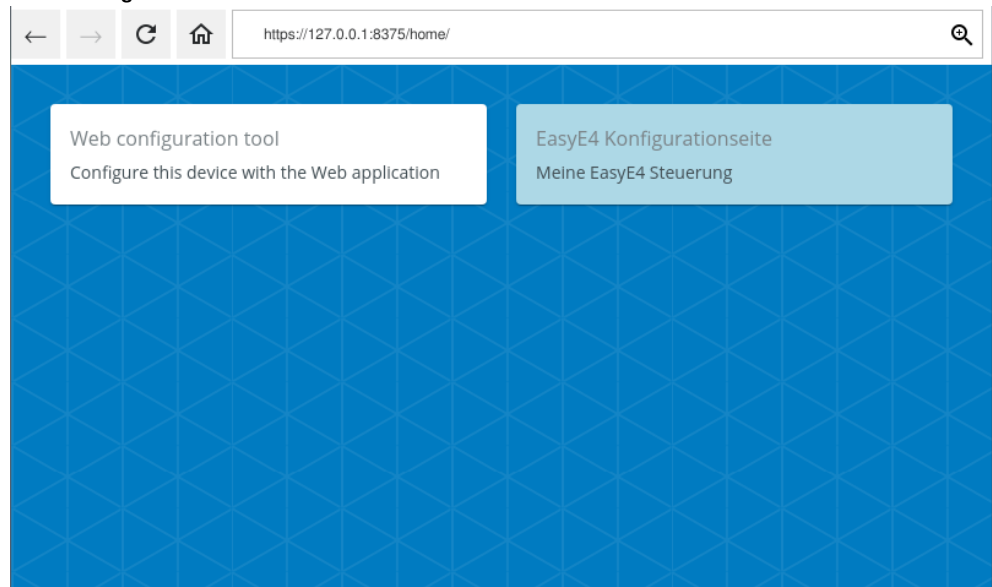 https://127.0.0.1:8375/home/
Web configuration tool
Configure this device with the Web application
EasyE4 Konfigurationseite
Meine EasyE4 Steuerung